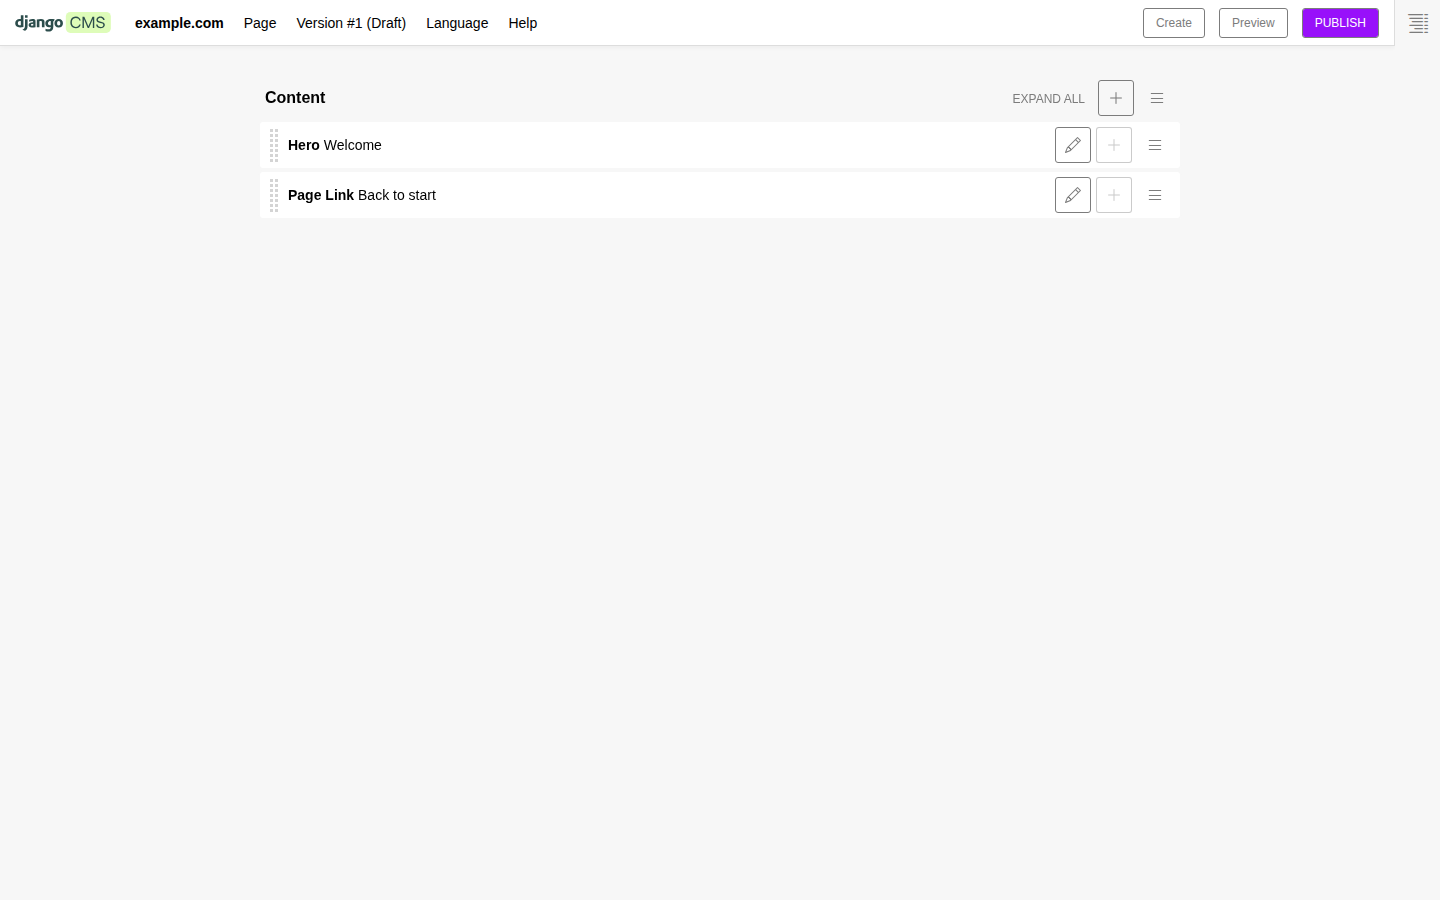 django CMS example.com Page Version #1 (Draft) Language Help Create Preview PUBLISH
Content EXPAND ALL
Hero Welcome
Page Link Back to start